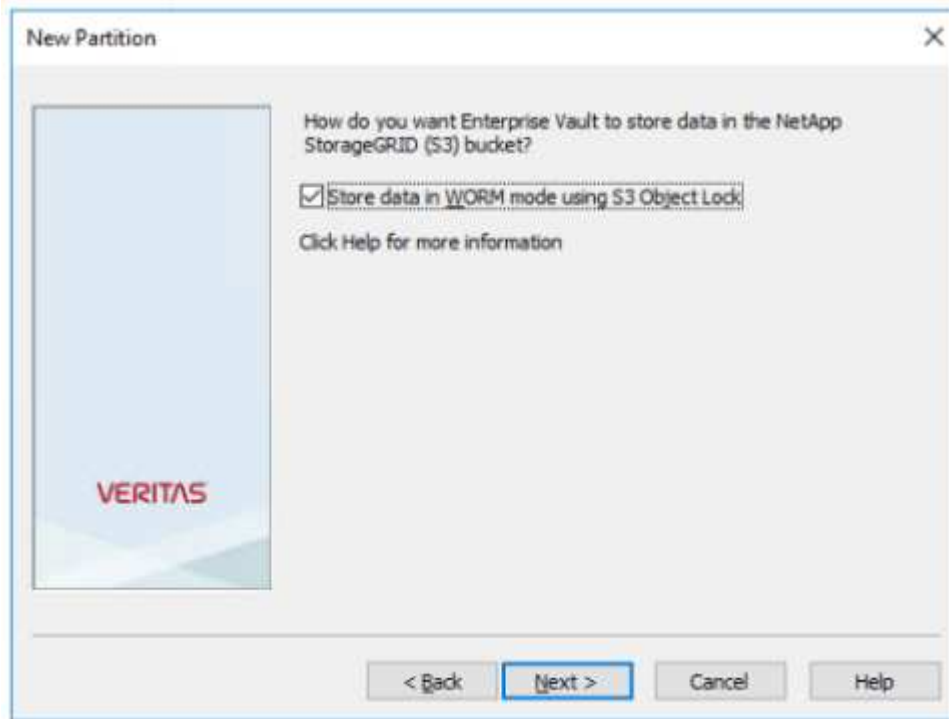 New Partition
How do you want Enterprise Vault to store data in the NetApp
StorageGRID (S3) bucket?
Store data in WORM mode using S3 Object Lock
Click Help for more information
VERITAS
< Back
Next >
Cancel
Help